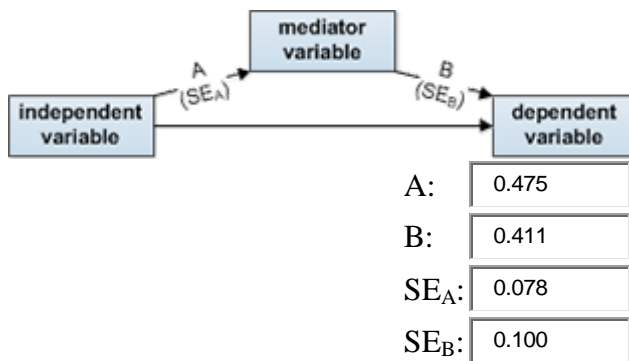 mediator
variable
A
(SEA)
B
(SEB)
independent
variable
dependent
variable
A: 0.475
B: 0.411
SEA: 0.078
SEB: 0.100